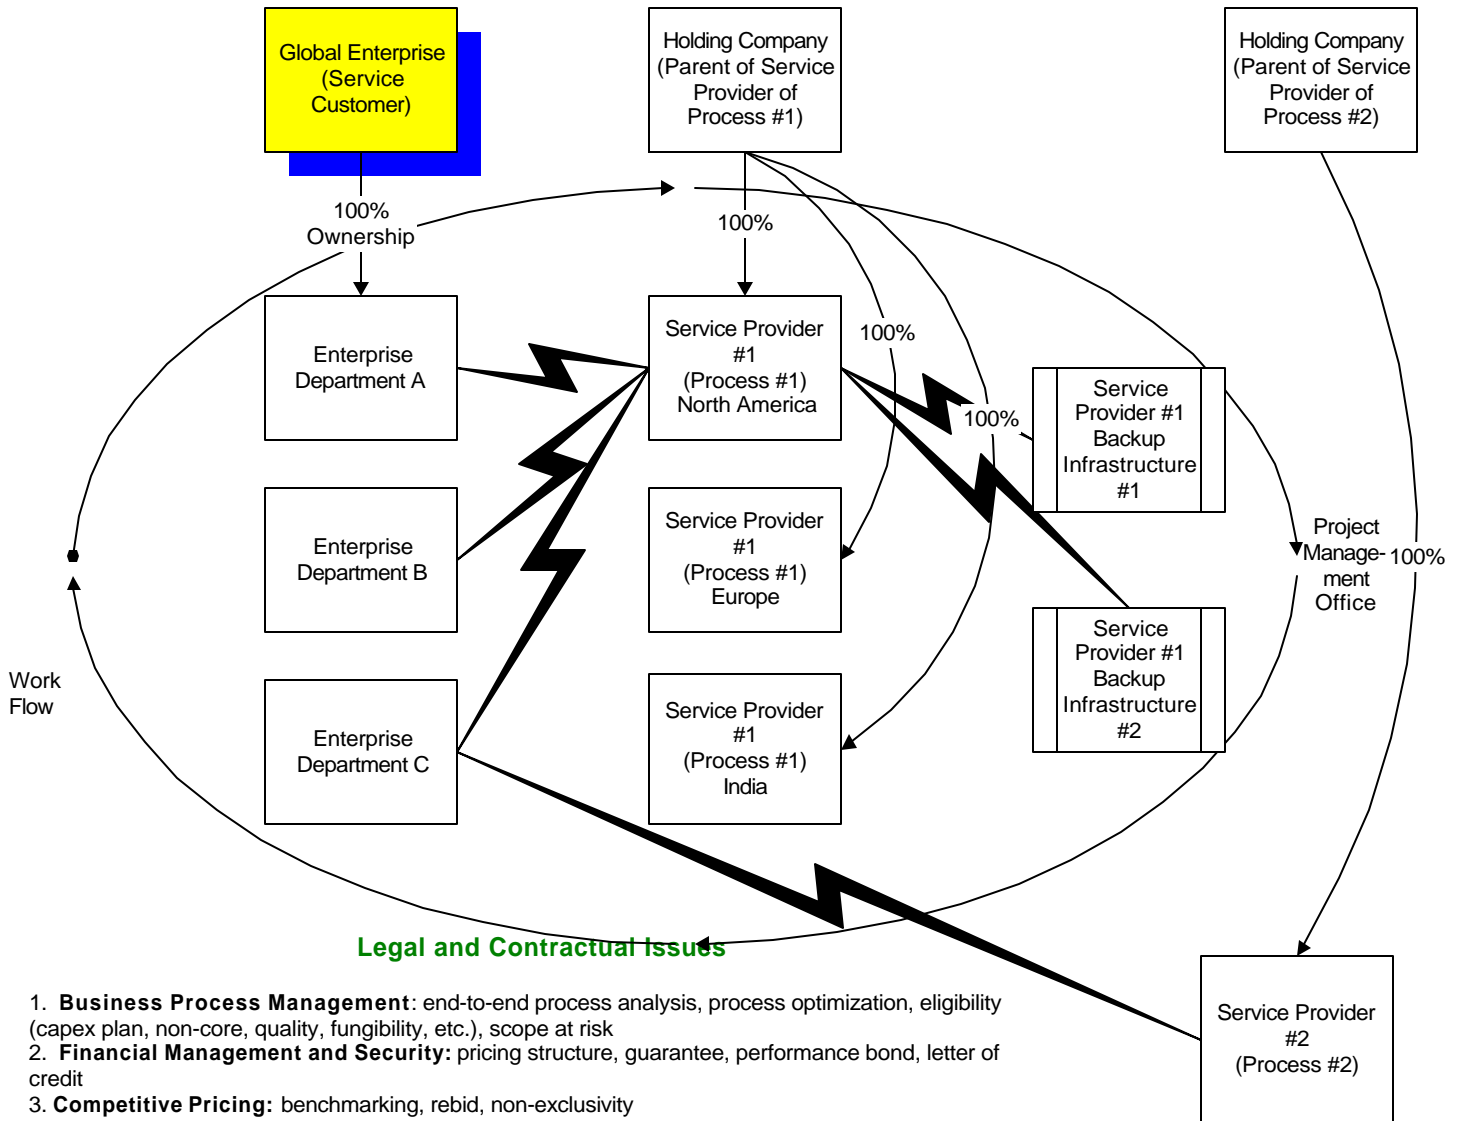 Global Enterprise
(Service
Customer)
Holding Company
(Parent of Service
Provider of
Process #1)
Holding Company
(Parent of Service
Provider of
Process #2)
100%
Ownership
100%
100%
100%
100%
Enterprise
Department A
Service Provider
#1
(Process #1)
North America
Service
Provider #1
Backup
Infrastructure
#1
Enterprise
Department B
Service Provider
#1
(Process #1)
Europe
Project
Manage-
ment
Office
Work
Flow
Enterprise
Department C
Service Provider
#1
(Process #1)
India
Service
Provider #1
Backup
Infrastructure
#2
Legal and Contractual Issues
1. Business Process Management: end-to-end process analysis, process optimization, eligibility
(capex plan, non-core, quality, fungibility, etc.), scope at risk
2. Financial Management and Security: pricing structure, guarantee, performance bond, letter of
credit
3. Competitive Pricing: benchmarking, rebid, non-exclusivity
Service Provider
#2
(Process #2)